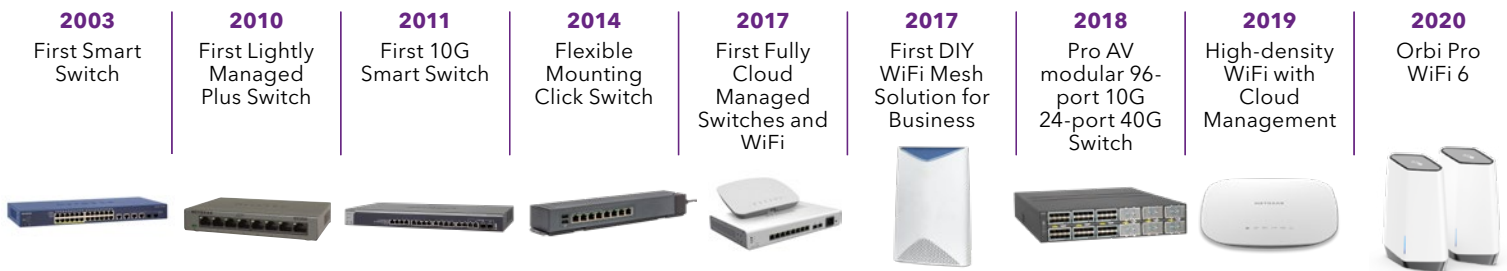 2003
First Smart
Switch
2010
First Lightly
Managed
Plus Switch
2011
First 10G
Smart Switch
2014
Flexible
Mounting
Click Switch
2017
First Fully
Cloud
Managed
Switches and
WiFi
2017
First DIY
WiFi Mesh
Solution for
Business
2018
Pro AV
modular 96-
port 10G
24-port 40G
Switch
2019
High-density
WiFi with
Cloud
Management
2020
Orbi Pro
WiFi 6
NETGEAR
NETGEAR